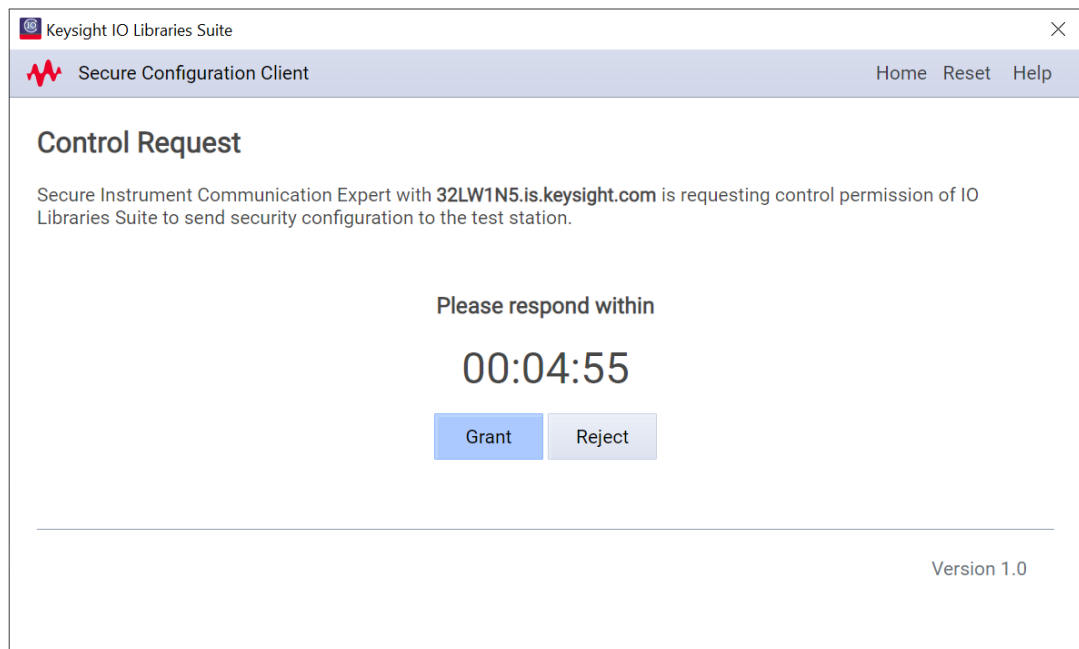 IO Keysight IO Libraries Suite
Secure Configuration Client Home Reset Help
Control Request
Secure Instrument Communication Expert with 32LW1N5.is.keysight.com is requesting control permission of IO
Libraries Suite to send security configuration to the test station.
Please respond within
00:04:55
Grant Reject
Version 1.0